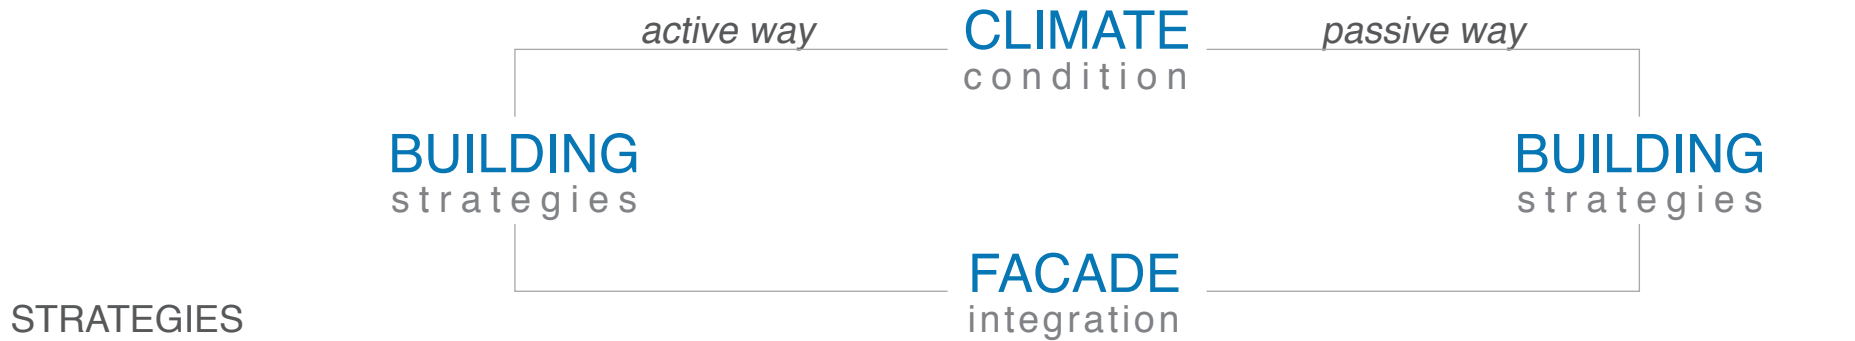 active way
CLIMATE
passive way
condition
BUILDING
strategies
BUILDING
strategies
FACADE
integration
STRATEGIES